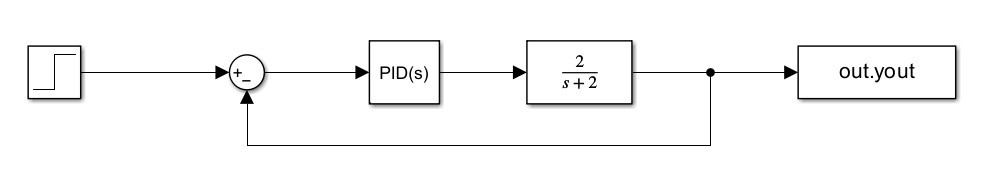 +
−
PID(s)
2
s + 2
out.yout